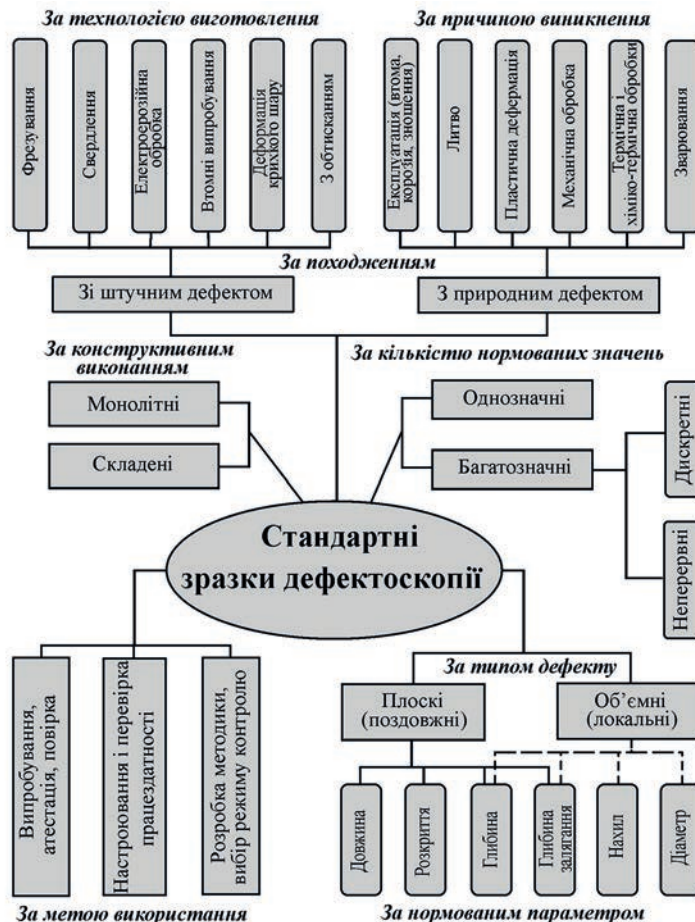 За технологією виготовлення
За причиною виникнення
Фрезування
Свердлення
Електроерозійна
обробка
Втомні випробування
Деформація
крихкого шару
З обтисканням
Експлуатація (втома,
корозія, зношення)
Литво
Пластична деформація
Механічна обробка
Термічна і
хіміко-термічна обробки
Зварювання
За походженням
Зі штучним дефектом
З природним дефектом
За конструктивним
виконанням
За кількістю нормованих значень
Монолітні
Складені
Однозначні
Багатозначні
Дискретні
Неперервні
Стандартні
зразки дефектоскопії
Випробування,
атестація, повірка
Настроювання і перевірка
працездатності
Розробка методики,
вибір режиму контролю
За типом дефекту
Плоскі
(поздовжні)
Об’ємні
(локальні)
Довжина
Розкриття
Глибина
Глибина
залягання
Нахил
Діаметр
За метою використання
За нормованим параметром